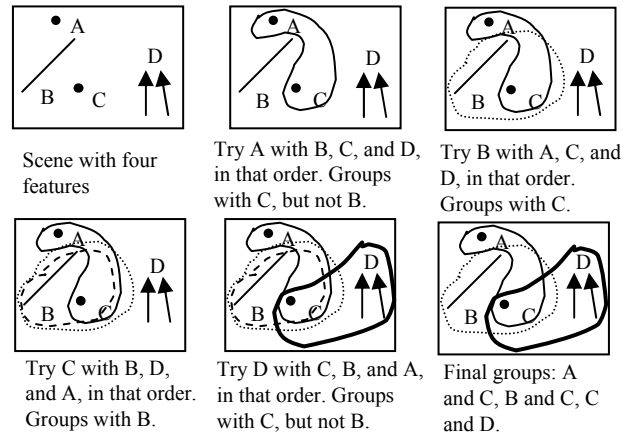 A
B
C
D
Scene with four
features
A
B
C
D
Try A with B, C, and D,
in that order. Groups
with C, but not B.
A
B
C
D
Try B with A, C, and
D, in that order.
Groups with C.
A
B
C
D
Try C with B, D,
and A, in that order.
Groups with B.
A
B
C
D
Try D with C, B, and A,
in that order. Groups
with C, but not B.
A
B
C
D
Final groups: A
and C, B and C, C
and D.